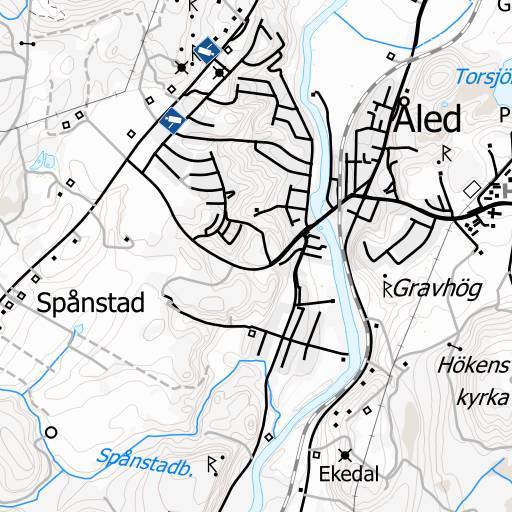 G
Torsjö
Åled
P
H
Gravhög
Spånstad
Hökens
kyrka
Spånstadb.
Ekedal